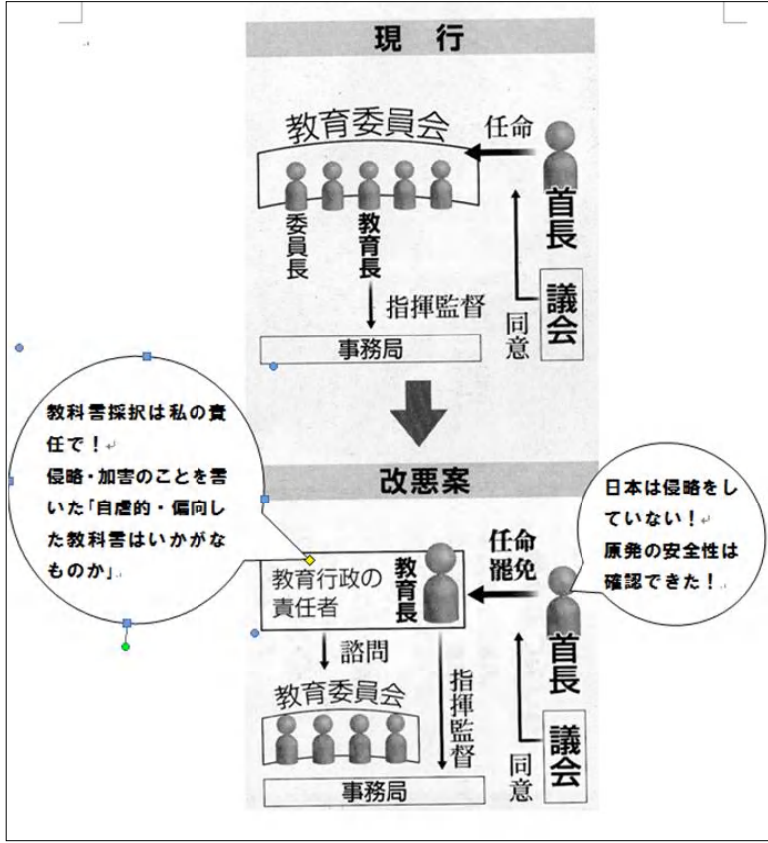 現 行
教育委員会
任命
首長
委員長
教育長
指揮監督
同意
議会
事務局
教科書採択は私の責
任で!
侵略・加害のことを書
いた「自虐的・偏向し
た教科書はいかがな
ものか」
改悪案
日本は侵略をし
ていない!
原発の安全性は
確認できた!
教育行政の
責任者
教育長
任命
罷免
首長
諮問
指揮監督
教育委員会
同意
議会
事務局